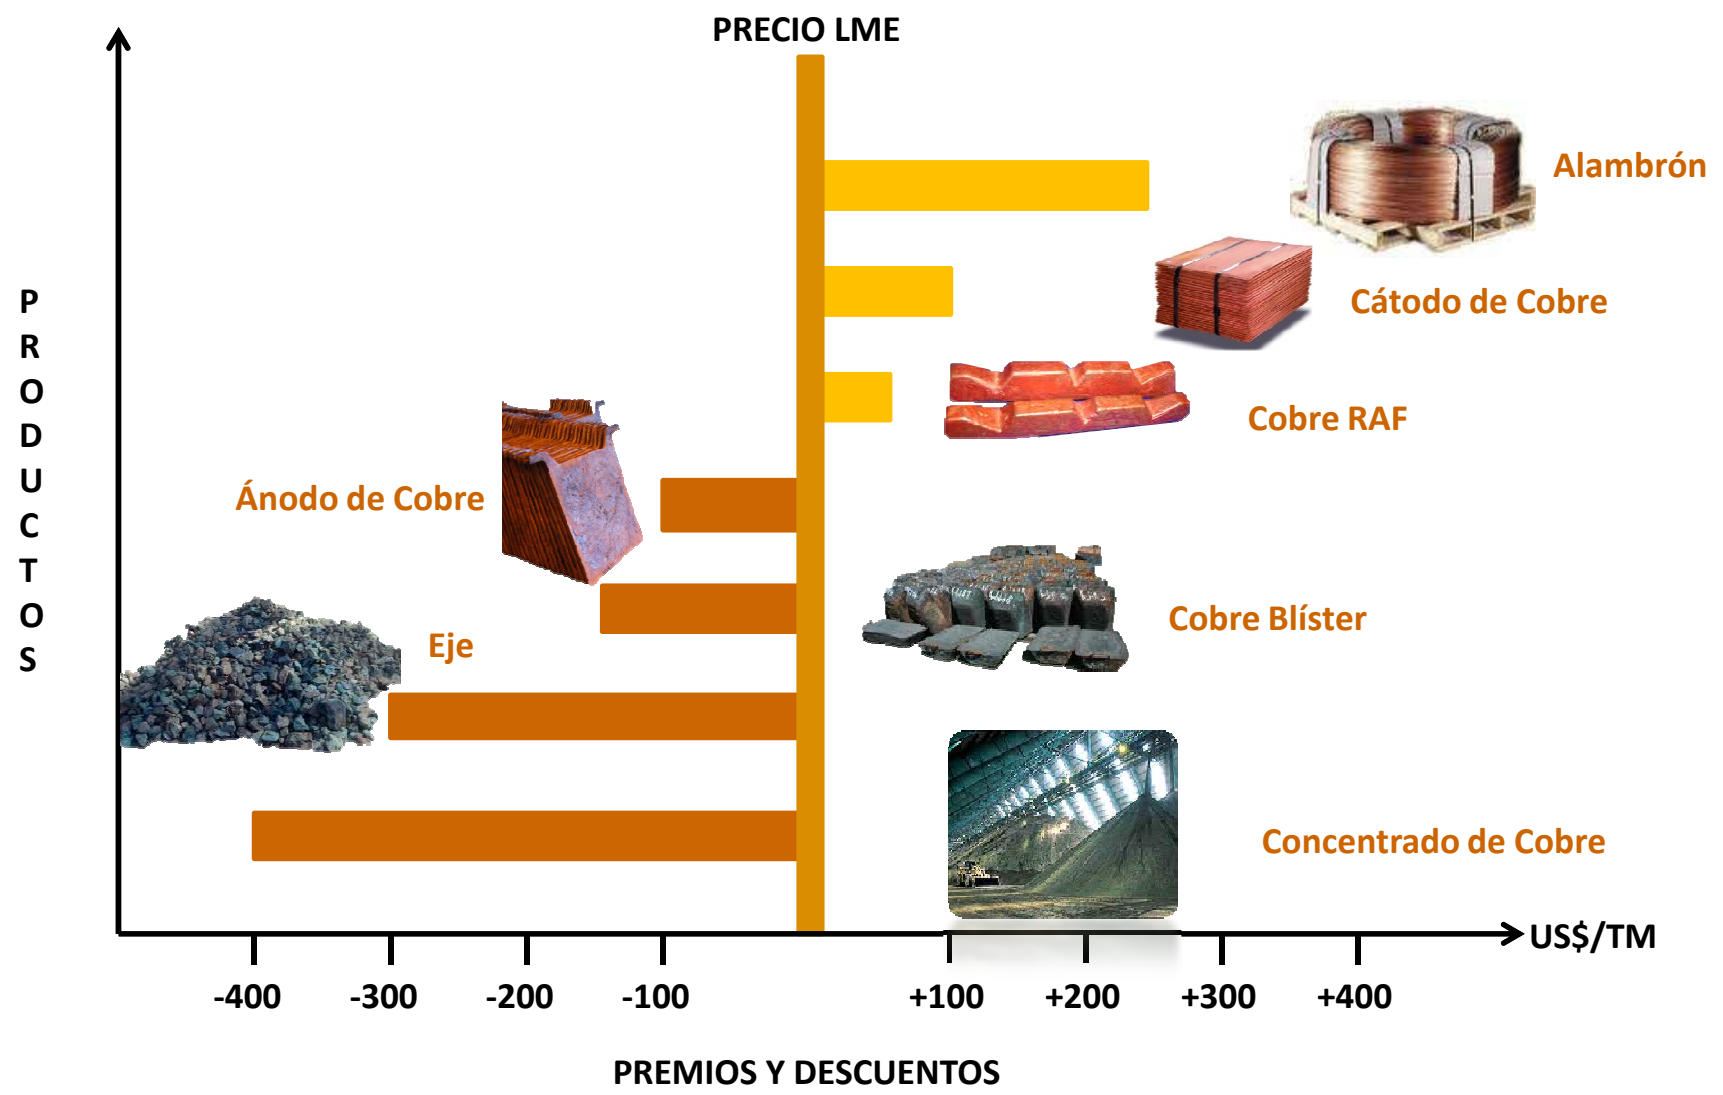 PRECIO LME
Alambrón
Cátodo de Cobre
Cobre RAF
Ánodo de Cobre
Cobre Blíster
Eje
Concentrado de Cobre
P
R
O
D
U
C
T
O
S
US$/TM
-400 -300 -200 -100 +100 +200 +300 +400
PREMIOS Y DESCUENTOS